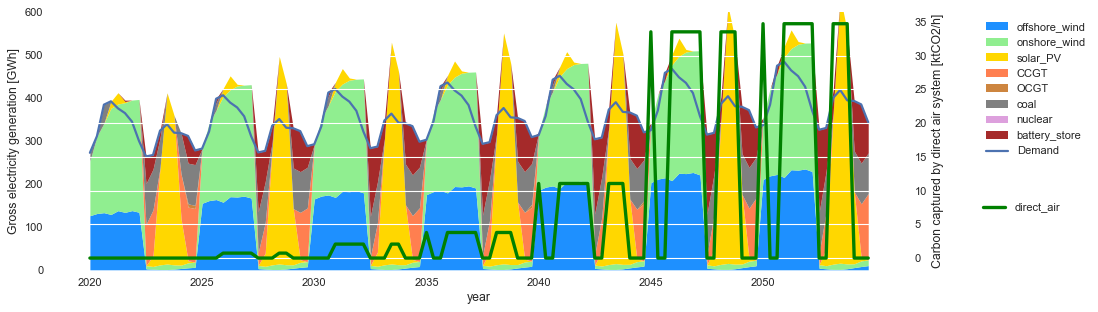 600
500
400
300
200
100
0
Gross electricity generation [GWh]
2020
2025
2030
2035
2040
2045
2050
year
35
30
25
20
15
10
5
0
Carbon captured by direct air system [ktCO2/h]
offshore_wind
onshore_wind
solar_PV
CCGT
OCGT
coal
nuclear
battery_store
Demand
direct_air